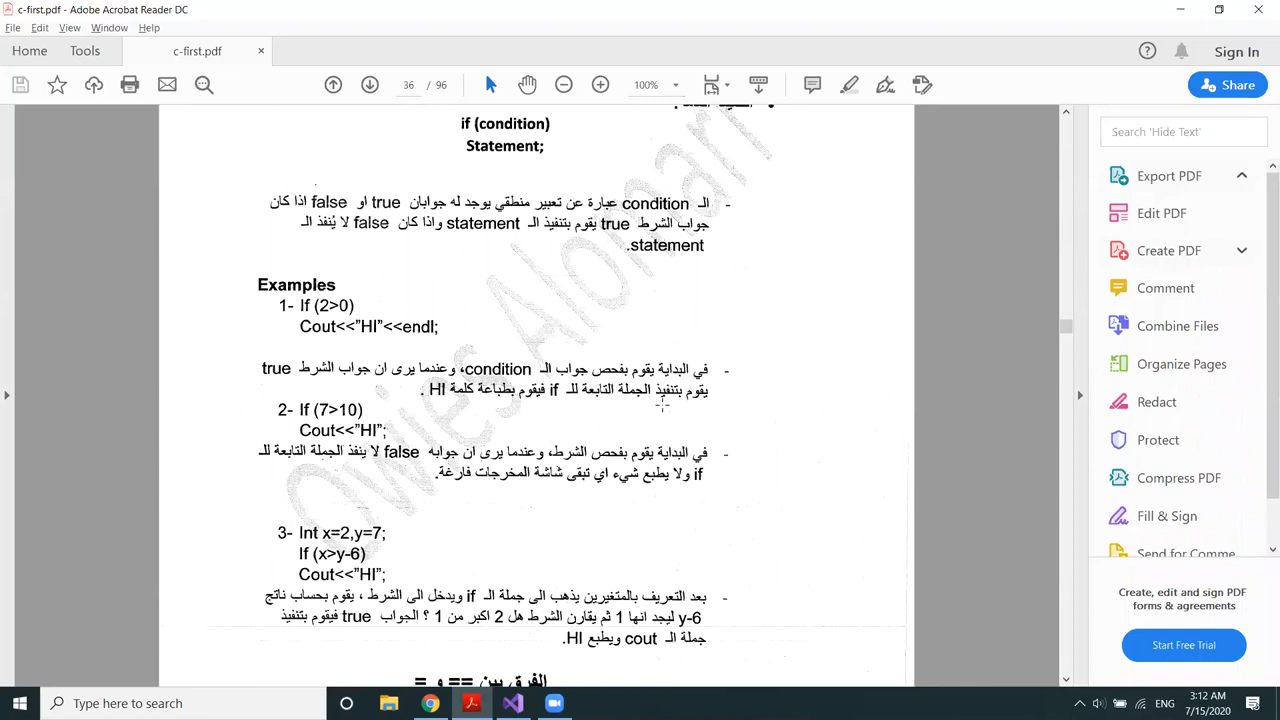 c-first.pdf - Adobe Acrobat Reader DC
File Edit View Window Help
Home Tools c-first.pdf × Sign In
36 / 96 100% Share
if (condition)
Statement;
- الـ condition عبارة عن تعبير منطقي يوجد له جوابان true او false اذا كان
جواب الشرط true يقوم بتنفيذ الـ statement واذا كان false لا يُنفذ الـ
statement.
Examples
1- If (2>0)
Cout<<"HI"<<endl;
- في البداية يقوم بفحص جواب الـ condition، وعندما يرى ان جواب الشرط true
يقوم بتنفيذ الجملة التابعة للـ if فيقوم بطباعة كلمة HI .
2- If (7>10)
Cout<<"HI";
- في البداية يقوم بفحص الشرط، وعندما يرى ان جوابه false لا ينفذ الجملة التابعة للـ
if ولا يطبع شيء اي تبقى شاشة المخرجات فارغة.
3- Int x=2,y=7;
If (x>y-6)
Cout<<"HI";
- بعد التعريف بالمتغيرين يذهب الى جملة الـ if ويدخل الى الشرط ، يقوم بحساب ناتج
y-6 ليجد انها 1 ثم يقارن الشرط هل 2 اكبر من 1 ؟ الجواب true فيقوم بتنفيذ
جملة الـ cout ويطبع HI.
الفرق بين == و =
Owies Alomari
Search 'Hide Text'
Export PDF
Edit PDF
Create PDF
Comment
Combine Files
Organize Pages
Redact
Protect
Compress PDF
Fill & Sign
Send for Comme
Create, edit and sign PDF
forms & agreements
Start Free Trial
Type here to search
ENG
3:12 AM
7/15/2020